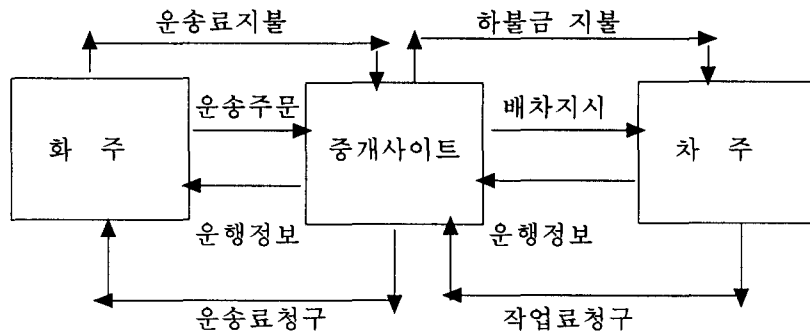 운송료지불
하불금 지불
운송주문
배차지시
화 주
중개사이트
차 주
운행정보
운행정보
운송료청구
작업료청구